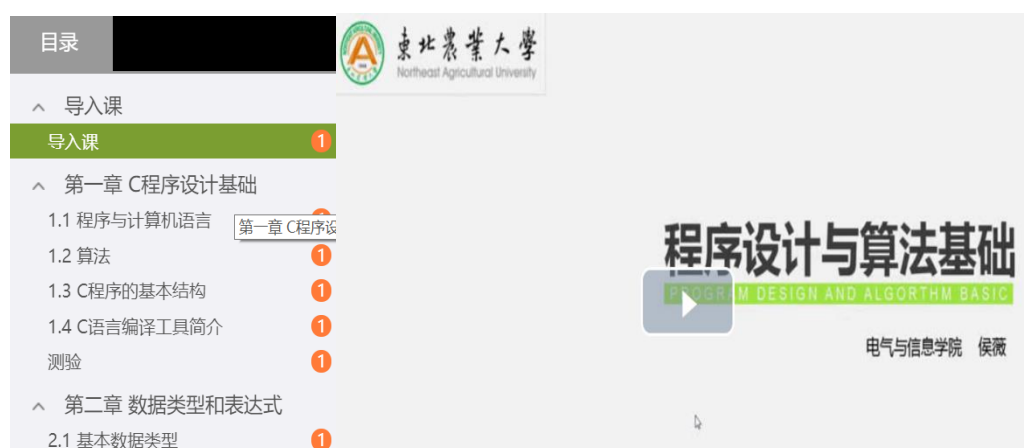 目录
导入课
导入课 1
第一章 C程序设计基础
1.1 程序与计算机语言
第一章 C程序设
1.2 算法 1
1.3 C程序的基本结构 1
1.4 C语言编译工具简介 1
测验 1
第二章 数据类型和表达式
2.1 基本数据类型 1
東北農業大學
Northeast Agricultural University
程序设计与算法基础
PROGRAM DESIGN AND ALGORTHM BASIC
电气与信息学院 侯薇